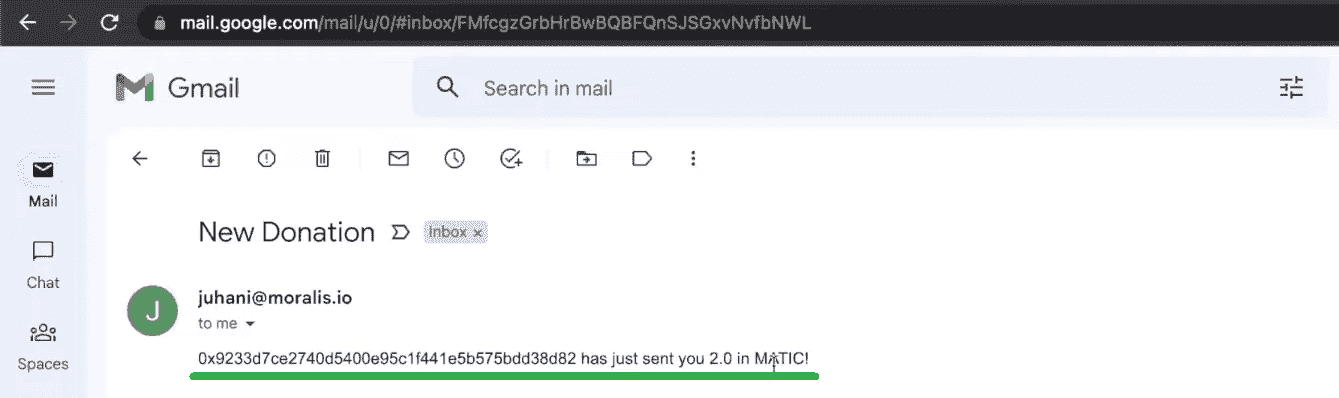 mail.google.com/mail/u/0/#inbox/FMfcgzGrbHrBwBQBFQnSJSGxvNvfbNWL
Gmail
Search in mail
Mail
New Donation
Inbox x
Chat
J
juhani@moralis.io
to me
Spaces
0x9233d7ce2740d5400e95c1f441e5b575bdd38d82 has just sent you 2.0 in MATIC!